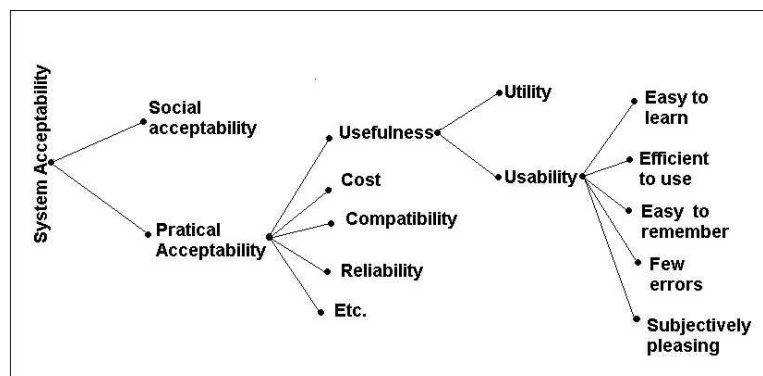 System Acceptability
Social
acceptability
Pratical
Acceptability
Usefulness
Cost
Compatibility
Reliability
Etc.
Utility
Usability
Easy to
learn
Efficient
to use
Easy to
remember
Few
errors
Subjectively
pleasing